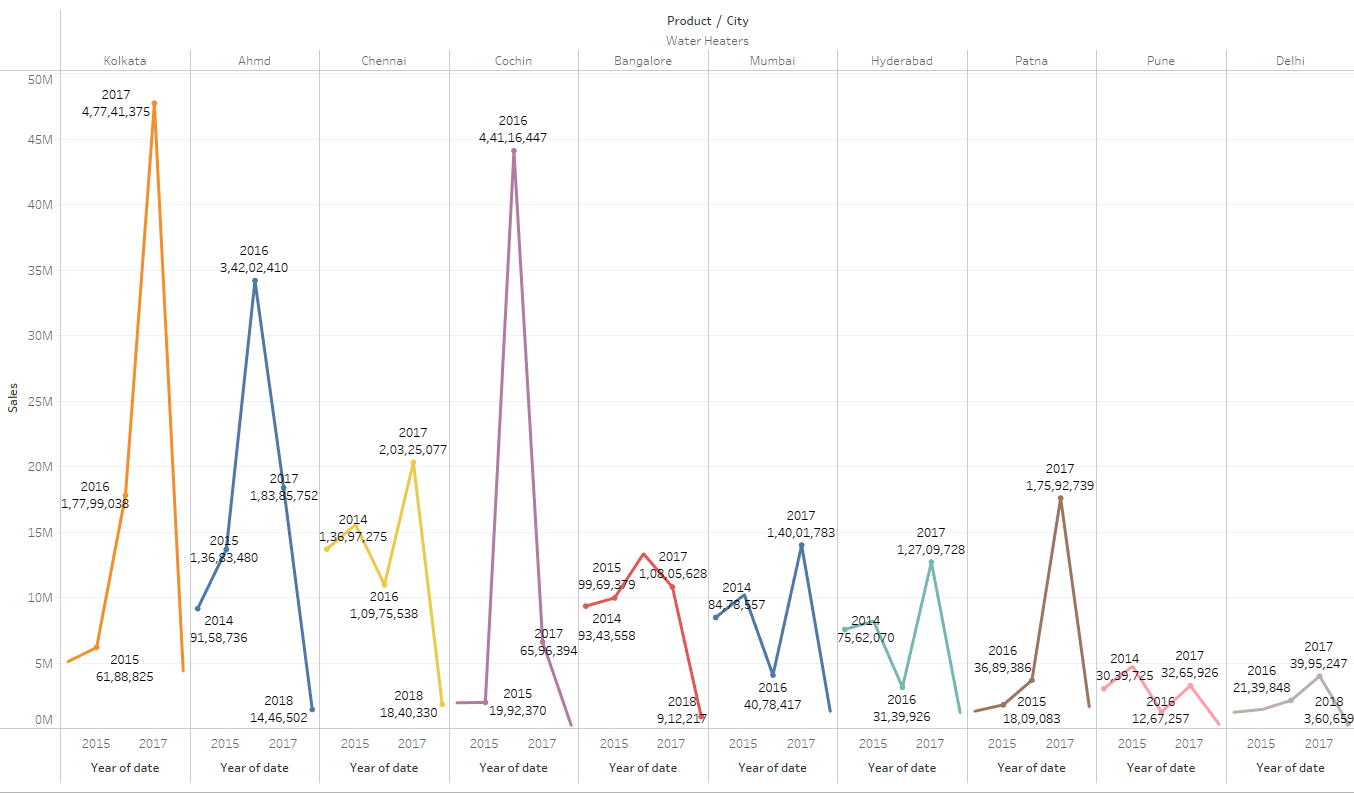 Product / City
Water Heaters
Kolkata
Ahmd
Chennai
Cochin
Bangalore
Mumbai
Hyderabad
Patna
Pune
Delhi
Sales
50M
45M
40M
35M
30M
25M
20M
15M
10M
5M
0M
2017
4,77,41,375
2016
1,77,99,038
2015
61,88,825
2016
3,42,02,410
2017
1,83,85,752
2015
1,36,83,480
2014
91,58,736
2018
14,46,502
2017
2,03,25,077
2014
1,36,97,275
2016
1,09,75,538
2018
18,40,330
2016
4,41,16,447
2017
65,96,394
2015
19,92,370
2017
1,08,05,628
2015
99,69,379
2014
93,43,558
2018
9,12,217
2017
1,40,01,783
2014
84,78,557
2016
40,78,417
2017
1,27,09,728
2014
75,62,070
2016
31,39,926
2017
1,75,92,739
2016
36,89,386
2015
18,09,083
2014
30,39,725
2017
32,65,926
2016
12,67,257
2017
39,95,247
2016
21,39,848
2018
3,60,659
2015 2017
2015 2017
2015 2017
2015 2017
2015 2017
2015 2017
2015 2017
2015 2017
2015 2017
2015 2017
Year of date
Year of date
Year of date
Year of date
Year of date
Year of date
Year of date
Year of date
Year of date
Year of date